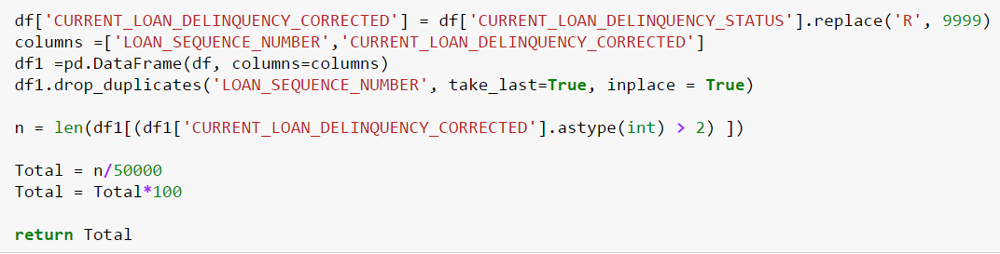 df['CURRENT_LOAN_DELINQUENCY_CORRECTED'] = df['CURRENT_LOAN_DELINQUENCY_STATUS'].replace('R', 9999)
columns =['LOAN_SEQUENCE_NUMBER','CURRENT_LOAN_DELINQUENCY_CORRECTED']
df1 =pd.DataFrame(df, columns=columns)
df1.drop_duplicates('LOAN_SEQUENCE_NUMBER', take_last=True, inplace = True)
n = len(df1[(df1['CURRENT_LOAN_DELINQUENCY_CORRECTED'].astype(int) > 2) ])
Total = n/50000
Total = Total*100
return Total